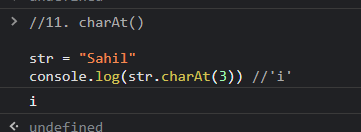 undefined
> //11. charAt()
str = "Sahil"
console.log(str.charAt(3)) //'i'
i
undefined